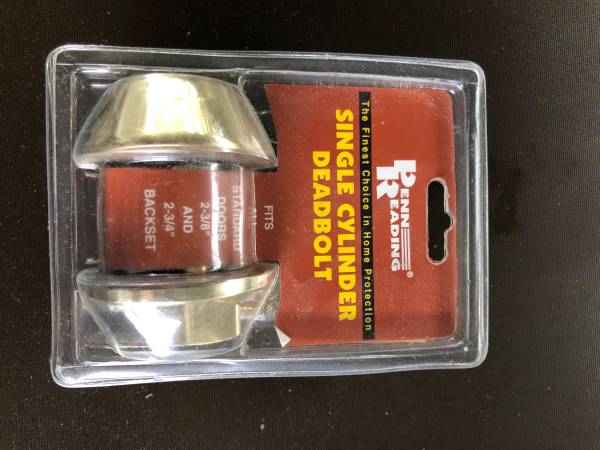 PENN
READING®
The Finest Choice in Home Protection
SINGLE CYLINDER
DEADBOLT
FITS
ALL
STANDARD
DOORS
2-3/8"
AND
2-3/4"
BACKSET